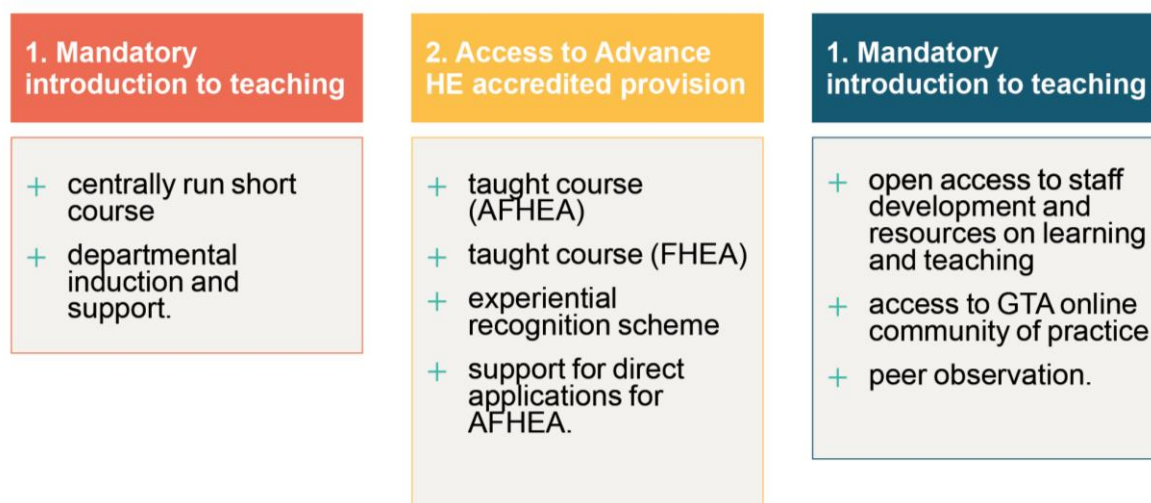 1. Mandatory
introduction to teaching
+ centrally run short
course
+ departmental
induction and
support.
2. Access to Advance
HE accredited provision
+ taught course
(AFHEA)
+ taught course (FHEA)
+ experiential
recognition scheme
+ support for direct
applications for
AFHEA.
1. Mandatory
introduction to teaching
+ open access to staff
development and
resources on learning
and teaching
+ access to GTA online
community of practice
+ peer observation.